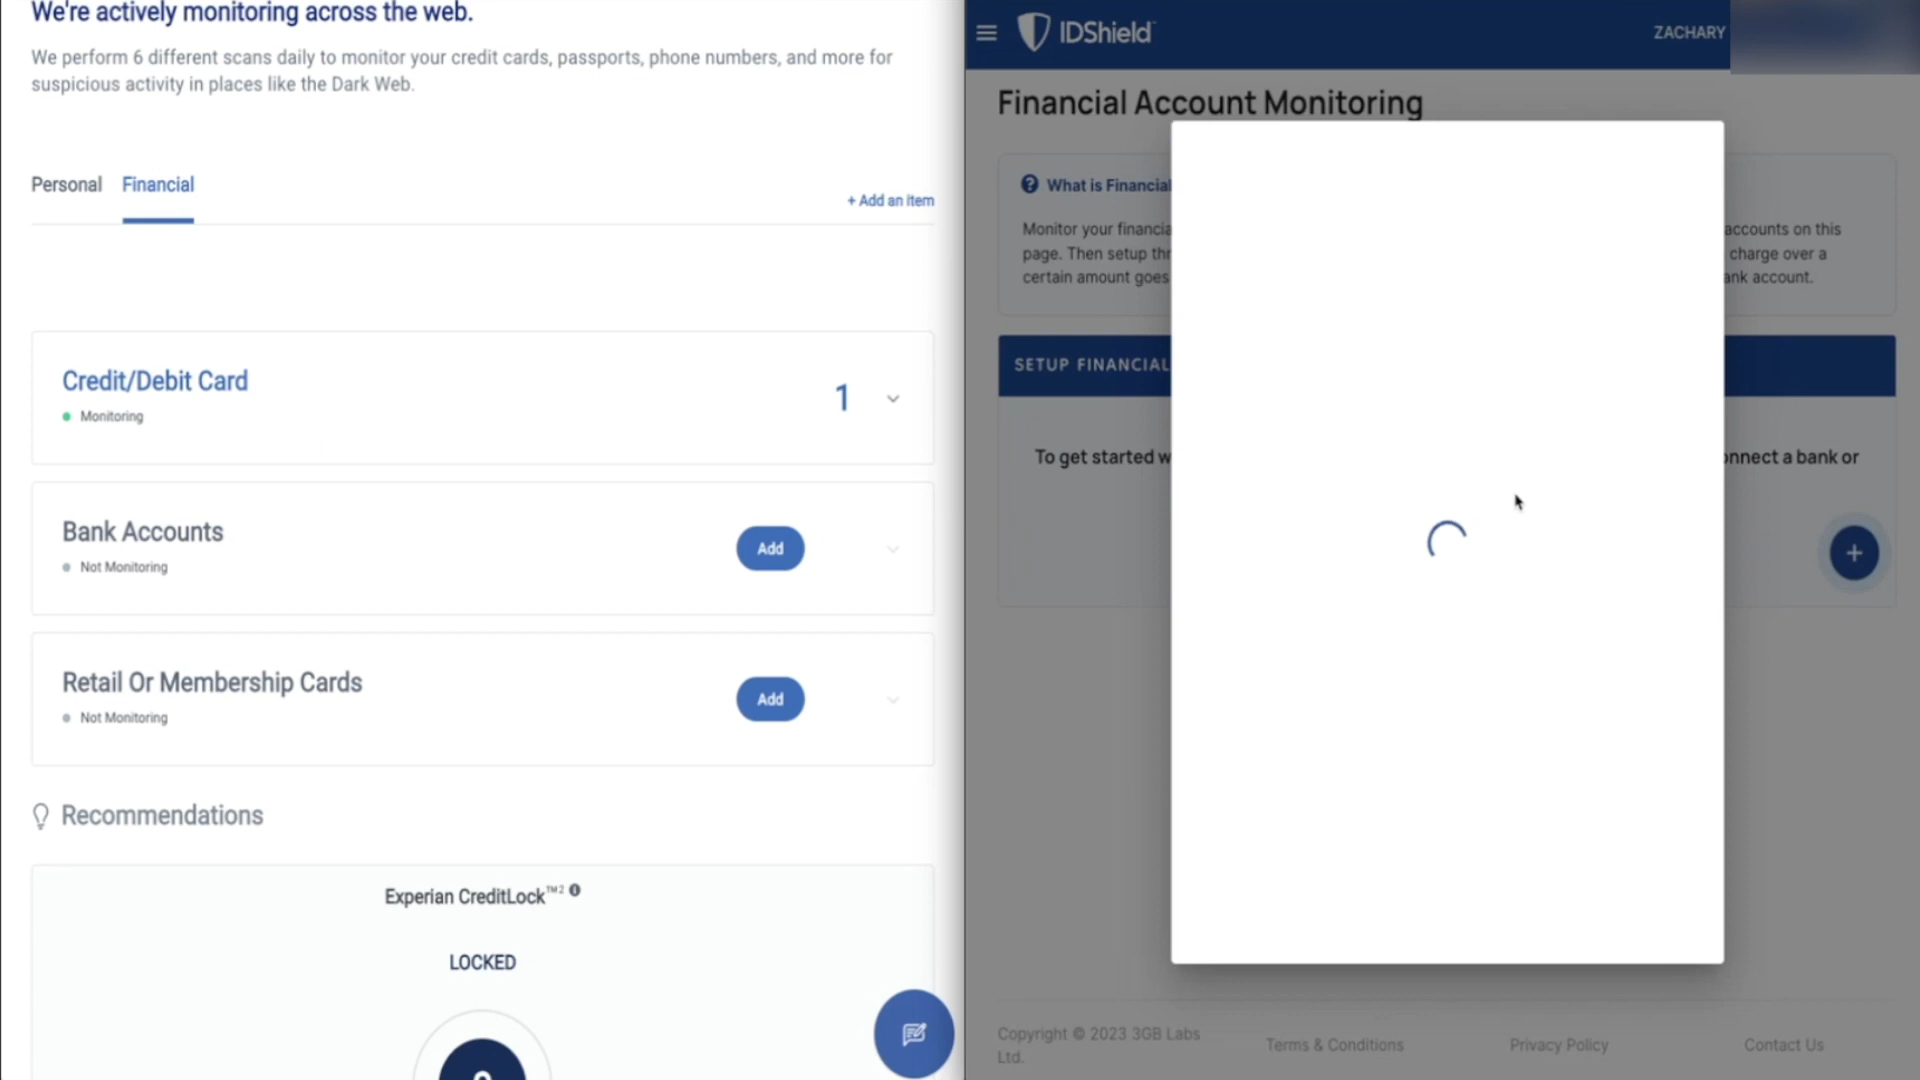 We're actively monitoring across the web.
We perform 6 different scans daily to monitor your credit cards, passports, phone numbers, and more for
suspicious activity in places like the Dark Web.
Personal
Financial
+ Add an item
Credit/Debit Card
Monitoring
1
Bank Accounts
Not Monitoring
Add
Retail Or Membership Cards
Not Monitoring
Add
Recommendations
Experian CreditLock™2
LOCKED
IDShield
ZACHARY
Financial Account Monitoring
What is Financial
Monitor your financia
accounts on this
page. Then setup thr
charge over a
certain amount goes
ank account.
SETUP FINANCIAL
To get started w
onnect a bank or
+
Copyright © 2023 3GB Labs
Ltd.
Terms & Conditions
Privacy Policy
Contact Us